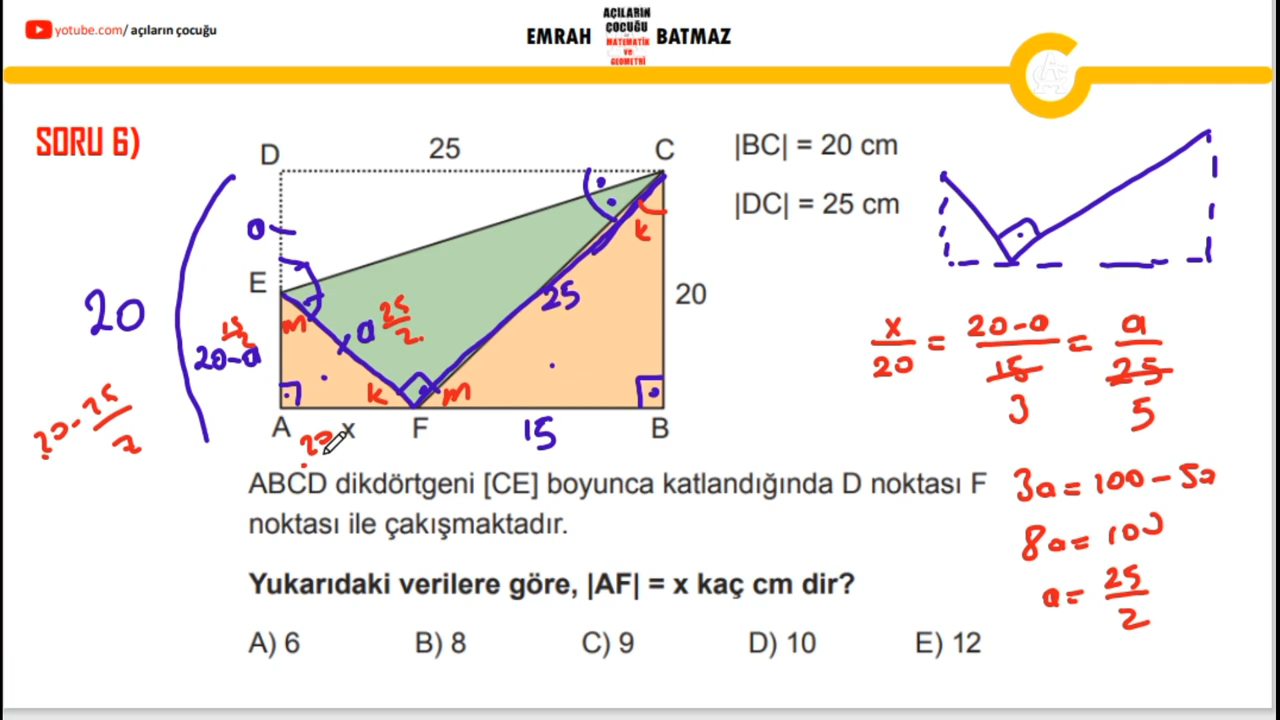 yotube.com/ açıların çocuğu
EMRAH
AÇILARIN
ÇOCUĞU
MATEMATİK
ve
GEOMETRİ
BATMAZ
SORU 6)
D
25
C
|BC| = 20 cm
|DC| = 25 cm
a
E
20
15/2
20-a
m
x
a
25/2
25
k
20
k
m
A
x
F
15
B
20-25/2
20
x/20 = 20-a/15 = a/25
3
5
3a = 100 - 5a
8a = 100
a = 25/2
ABCD dikdörtgeni [CE] boyunca katlandığında D noktası F
noktası ile çakışmaktadır.
Yukarıdaki verilere göre, |AF| = x kaç cm dir?
A) 6
B) 8
C) 9
D) 10
E) 12